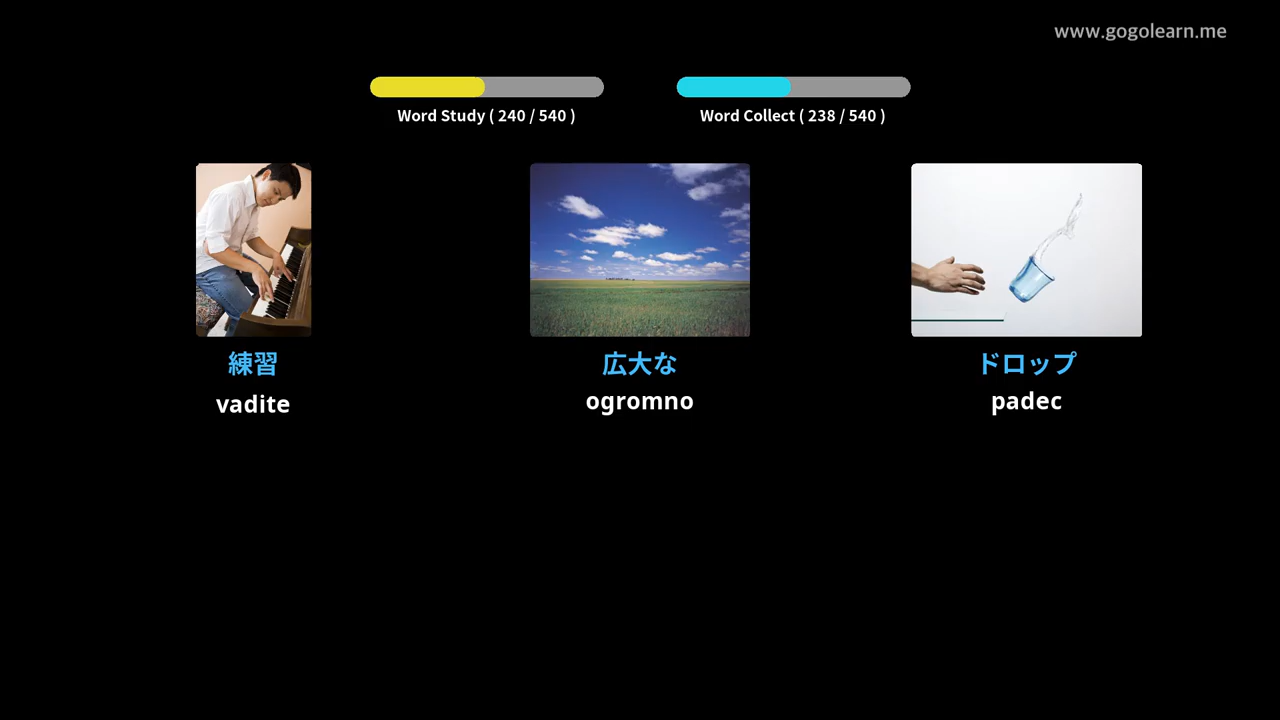 www.gogolearn.me
Word Study ( 240 / 540 )
Word Collect ( 238 / 540 )
練習
vadite
広大な
ogromno
ドロップ
padec